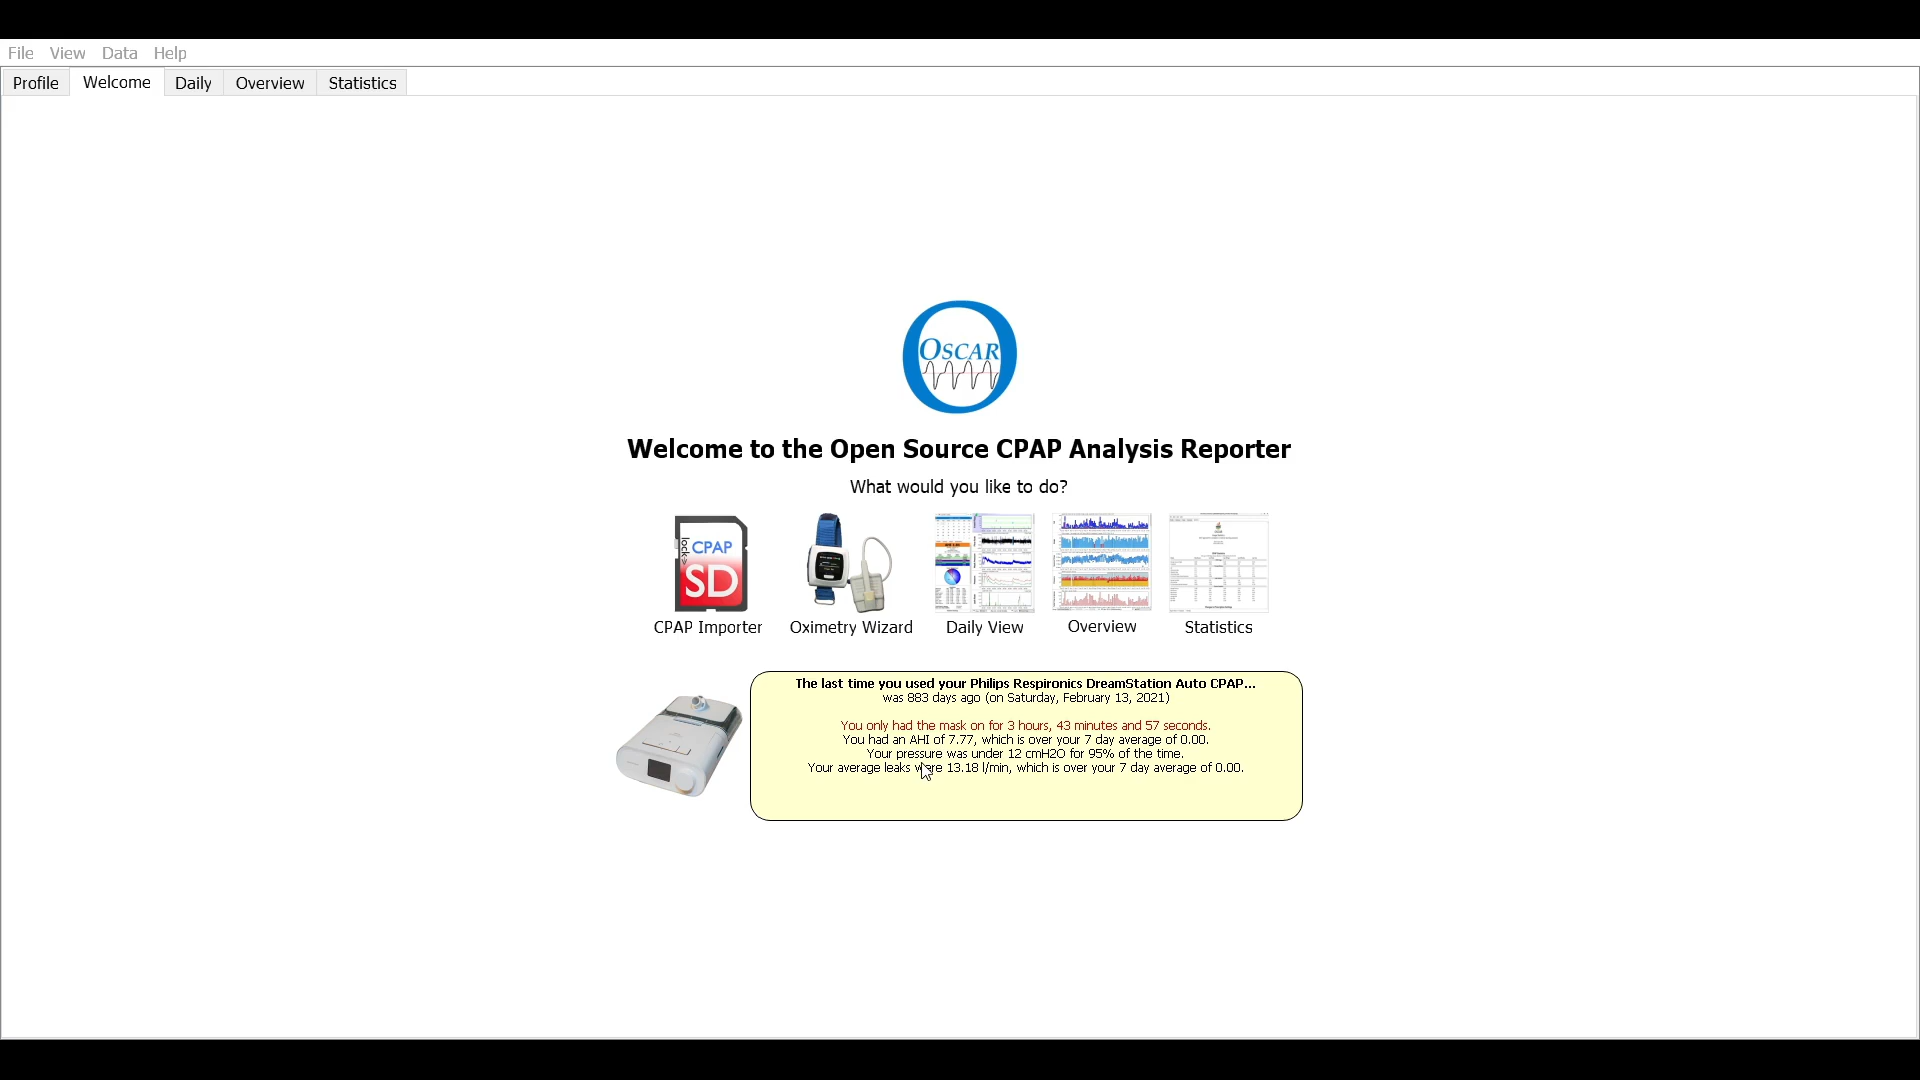 File View Data Help
Profile Welcome Daily Overview Statistics
OSCAR
Welcome to the Open Source CPAP Analysis Reporter
What would you like to do?
lock-> CPAP
SD
CPAP Importer Oximetry Wizard Daily View Overview Statistics
The last time you used your Philips Respironics DreamStation Auto CPAP...
was 883 days ago (on Saturday, February 13, 2021)
You only had the mask on for 3 hours, 43 minutes and 57 seconds.
You had an AHI of 7.77, which is over your 7 day average of 0.00.
Your pressure was under 12 cmH2O for 95% of the time.
Your average leaks were 13.18 l/min, which is over your 7 day average of 0.00.